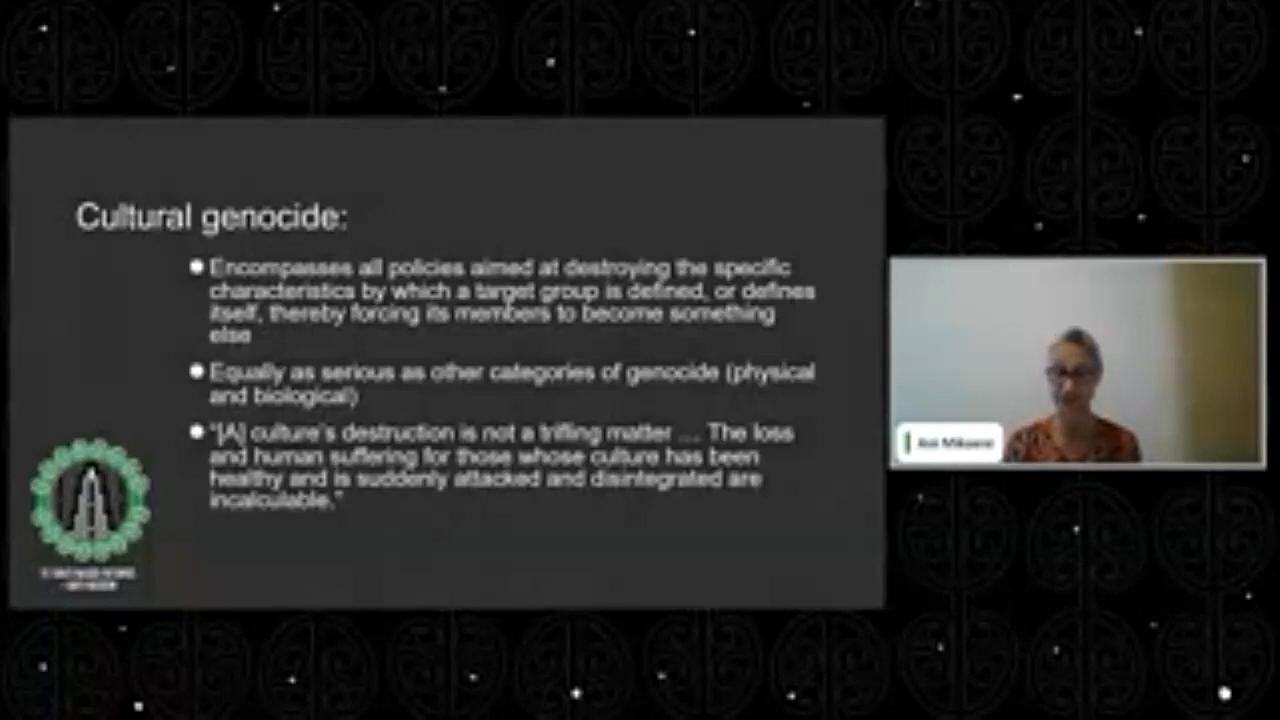 Cultural genocide:
Encompasses all policies aimed at destroying the specific
characteristics by which a target group is defined, or defines
itself, thereby forcing its members to become something
else
Equally as serious as other categories of genocide (physical
and biological)
"[A] culture's destruction is not a trifling matter … The loss
and human suffering for those whose culture has been
healthy and is suddenly attacked and disintegrated are
incalculable."
Ani Mikaere